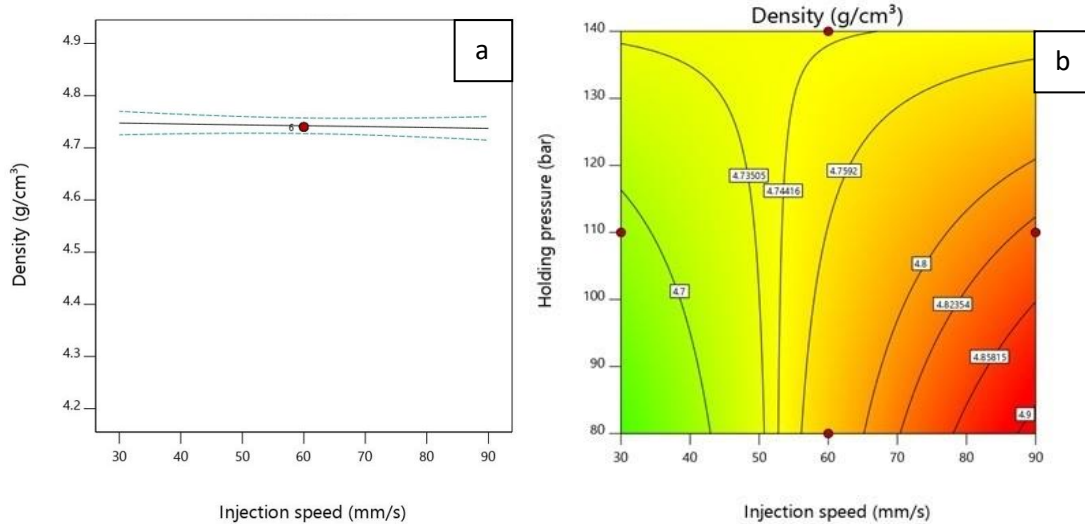 a
4.9
4.8
4.7
4.6
4.5
4.4
4.3
4.2
Density (g/cm³)
6
30 40 50 60 70 80 90
Injection speed (mm/s)
Density (g/cm³)
b
140
130
120
110
100
90
80
Holding pressure (bar)
4.73505
4.74416
4.7592
4.7
4.8
4.82354
4.85815
4.9
30 40 50 60 70 80 90
Injection speed (mm/s)